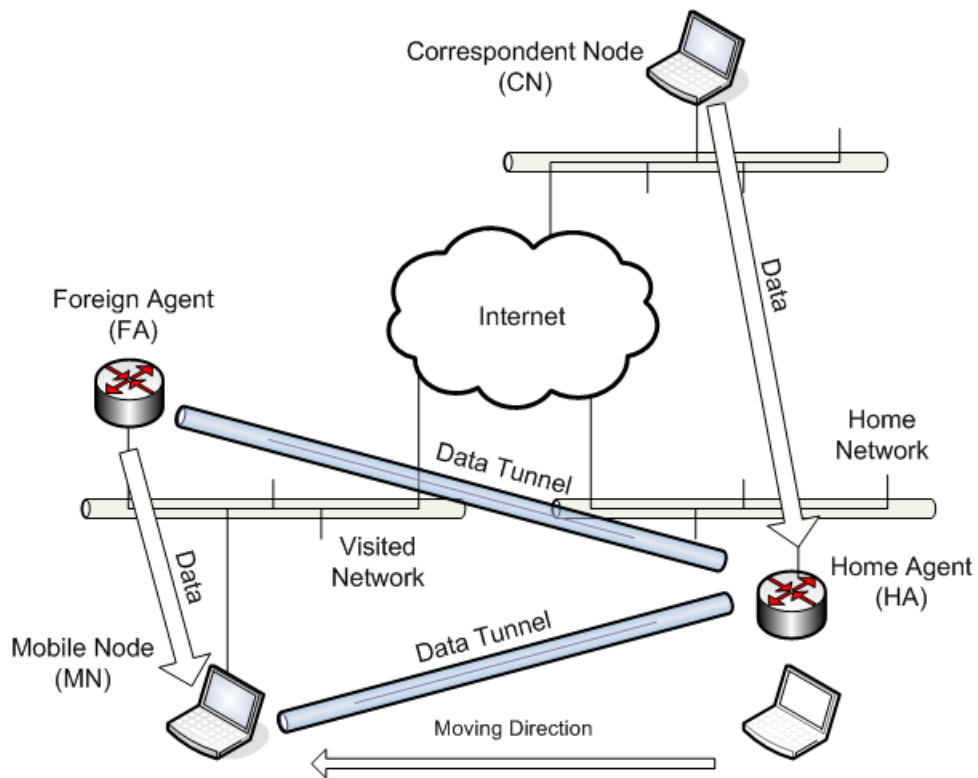 Correspondent Node
(CN)
Data
Internet
Foreign Agent
(FA)
Home
Network
Data Tunnel
Visited
Network
Data
Home Agent
(HA)
Data Tunnel
Mobile Node
(MN)
Moving Direction